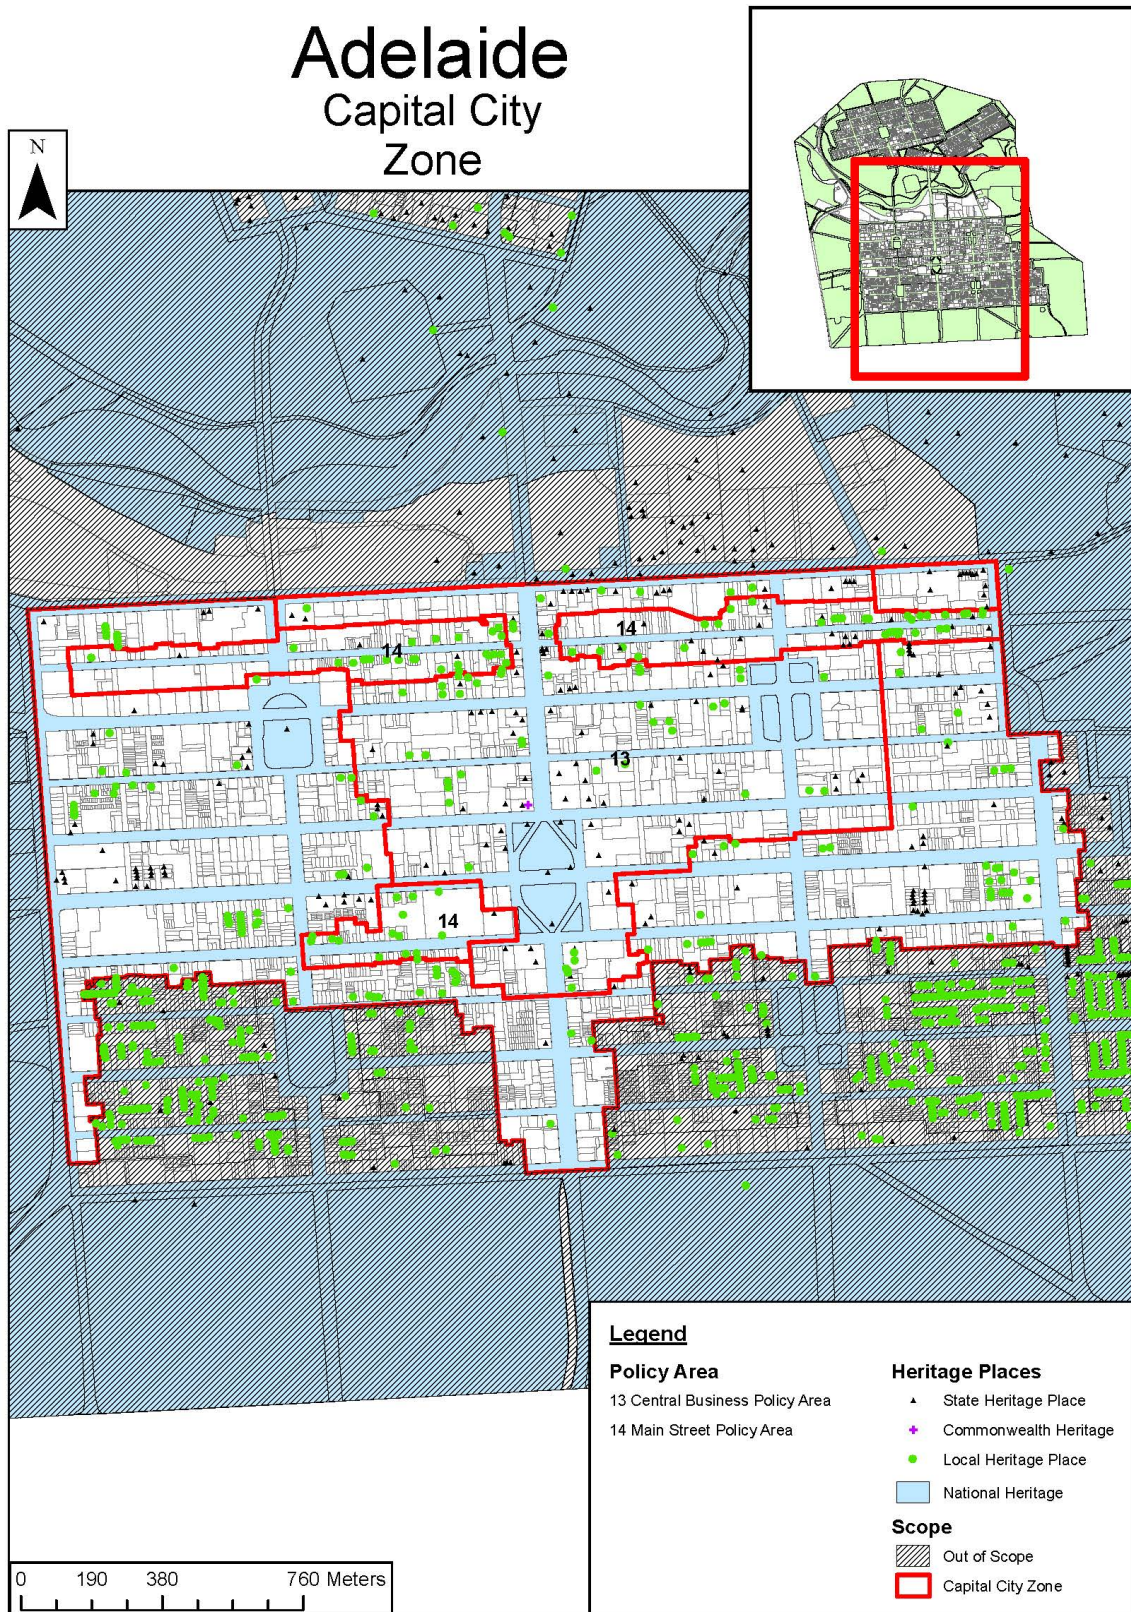 Adelaide
Capital City
Zone
N
14
14
13
14
Legend
Policy Area
13 Central Business Policy Area
14 Main Street Policy Area
Heritage Places
State Heritage Place
Commonwealth Heritage
Local Heritage Place
National Heritage
Scope
Out of Scope
Capital City Zone
0 190 380 760 Meters